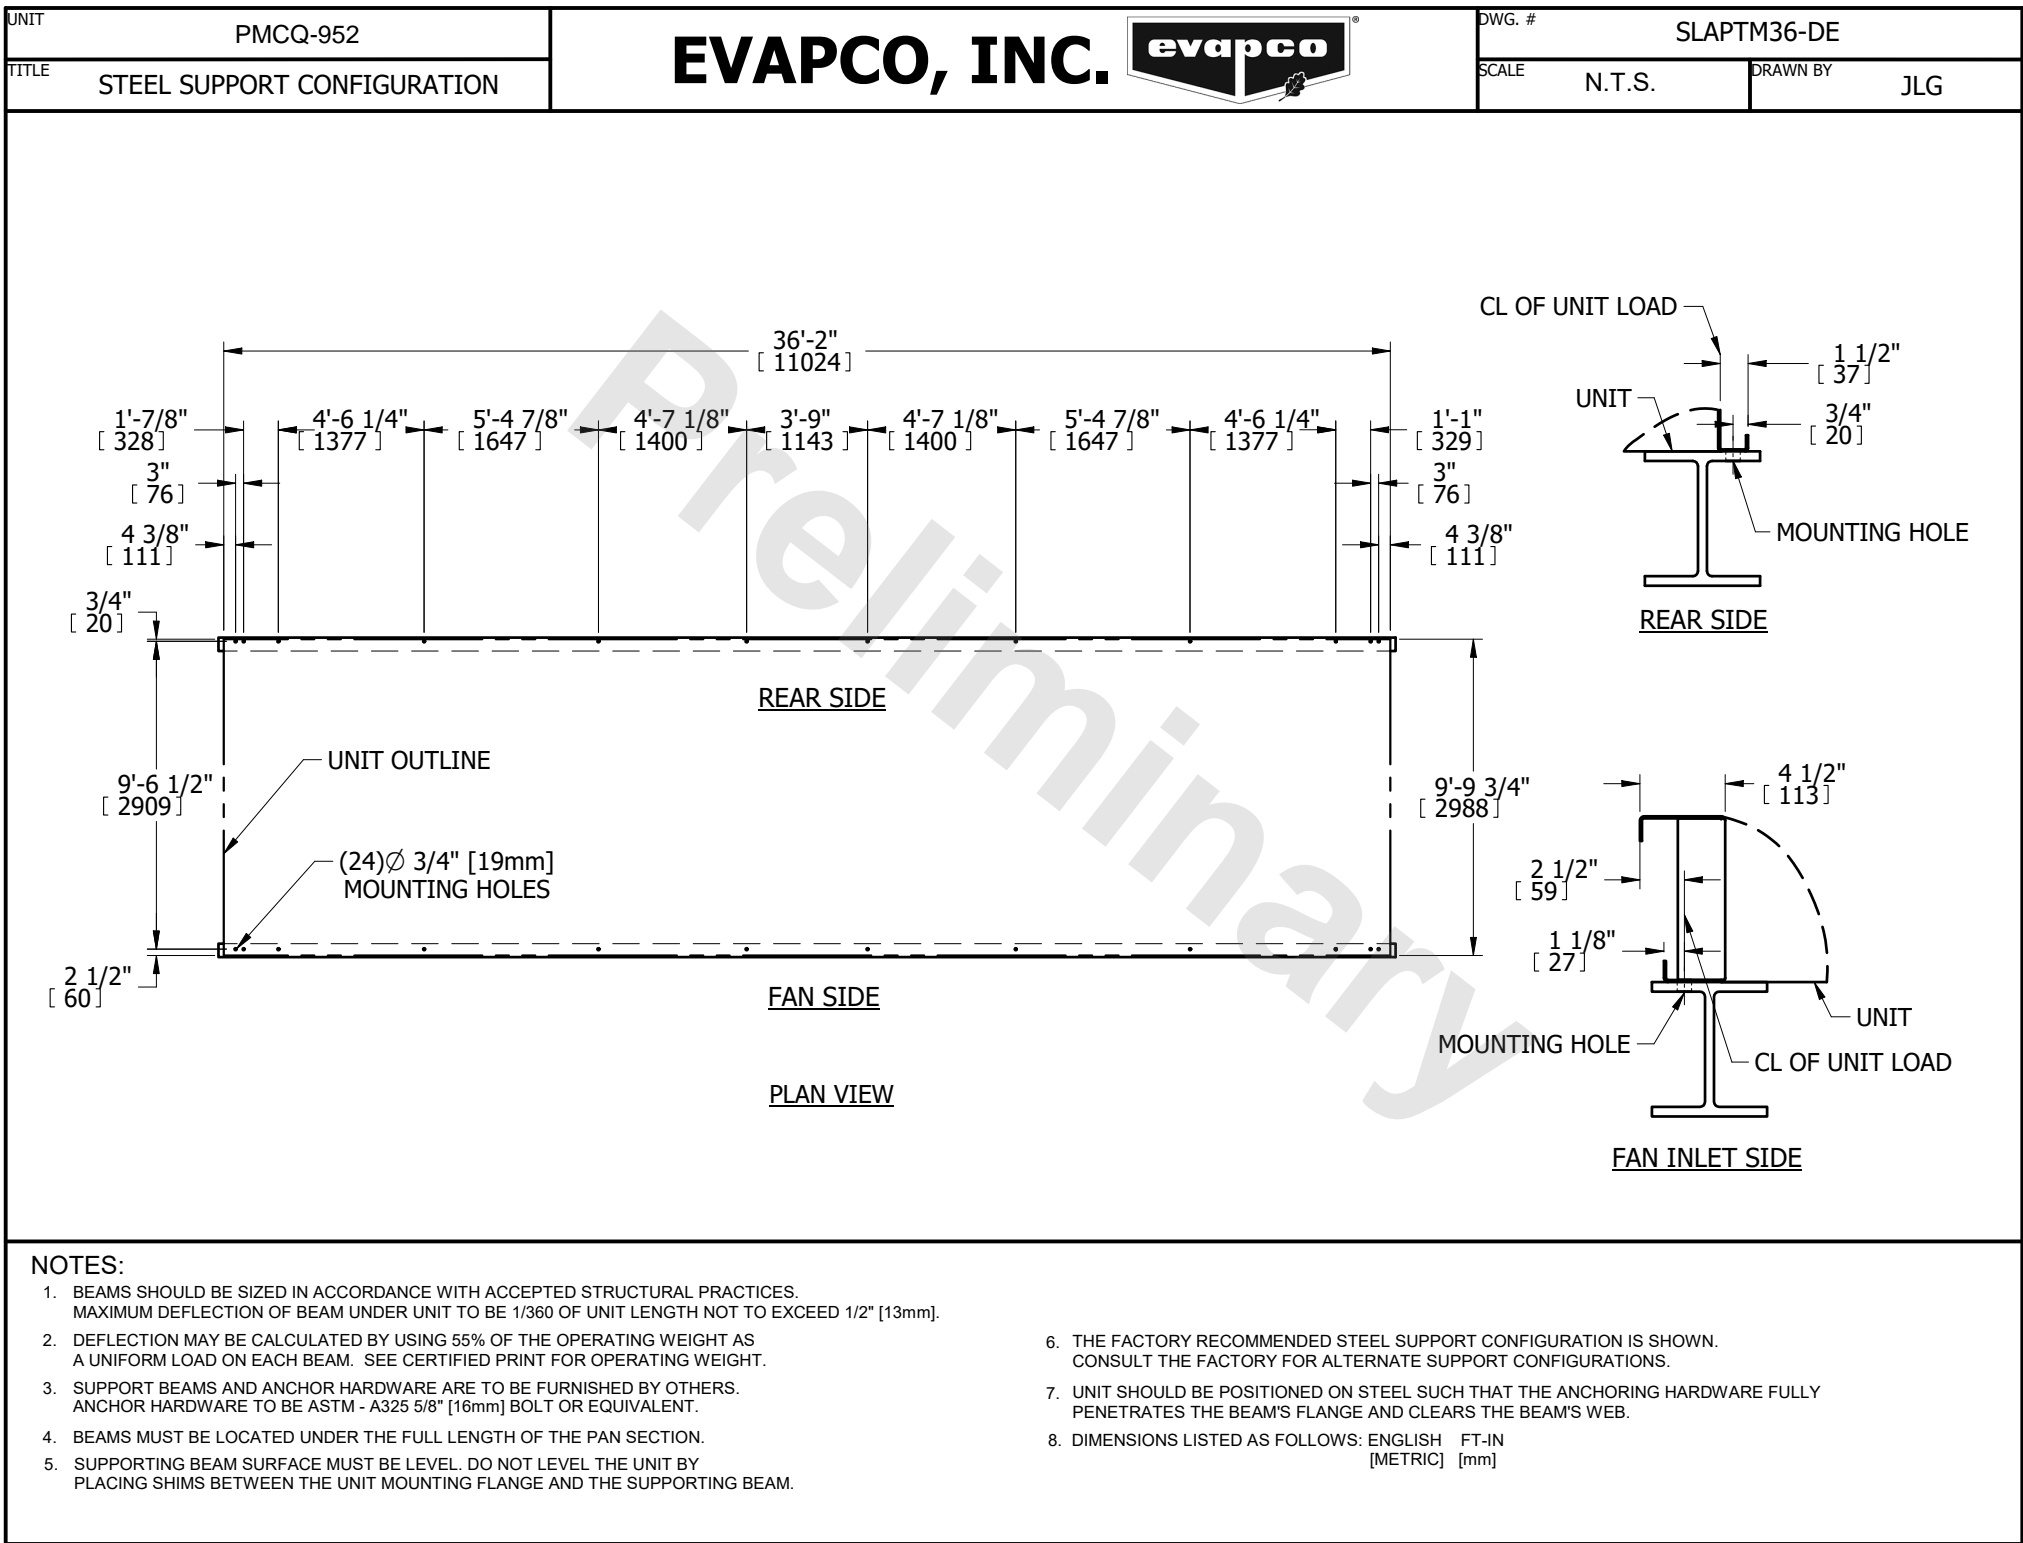 UNIT
PMCQ-952
TITLE
STEEL SUPPORT CONFIGURATION
EVAPCO, INC.
evapco
®
DWG. #
SLAPTM36-DE
SCALE
N.T.S.
DRAWN BY
JLG
36'-2"
[ 11024 ]
1'-7/8"
[ 328 ]
4'-6 1/4"
[ 1377 ]
5'-4 7/8"
[ 1647 ]
4'-7 1/8"
[ 1400 ]
3'-9"
[ 1143 ]
4'-7 1/8"
[ 1400 ]
5'-4 7/8"
[ 1647 ]
4'-6 1/4"
[ 1377 ]
1'-1"
[ 329 ]
3"
[ 76 ]
3"
[ 76 ]
4 3/8"
[ 111 ]
4 3/8"
[ 111 ]
3/4"
[ 20 ]
REAR SIDE
9'-6 1/2"
[ 2909 ]
UNIT OUTLINE
(24)Ø 3/4" [19mm]
MOUNTING HOLES
9'-9 3/4"
[ 2988 ]
2 1/2"
[ 60 ]
FAN SIDE
PLAN VIEW
Preliminary
CL OF UNIT LOAD
1 1/2"
[ 37 ]
UNIT
3/4"
[ 20 ]
MOUNTING HOLE
REAR SIDE
4 1/2"
[ 113 ]
2 1/2"
[ 59 ]
1 1/8"
[ 27 ]
UNIT
MOUNTING HOLE
CL OF UNIT LOAD
FAN INLET SIDE
NOTES:
1. BEAMS SHOULD BE SIZED IN ACCORDANCE WITH ACCEPTED STRUCTURAL PRACTICES.
MAXIMUM DEFLECTION OF BEAM UNDER UNIT TO BE 1/360 OF UNIT LENGTH NOT TO EXCEED 1/2" [13mm].
2. DEFLECTION MAY BE CALCULATED BY USING 55% OF THE OPERATING WEIGHT AS
A UNIFORM LOAD ON EACH BEAM. SEE CERTIFIED PRINT FOR OPERATING WEIGHT.
3. SUPPORT BEAMS AND ANCHOR HARDWARE ARE TO BE FURNISHED BY OTHERS.
ANCHOR HARDWARE TO BE ASTM - A325 5/8" [16mm] BOLT OR EQUIVALENT.
4. BEAMS MUST BE LOCATED UNDER THE FULL LENGTH OF THE PAN SECTION.
5. SUPPORTING BEAM SURFACE MUST BE LEVEL. DO NOT LEVEL THE UNIT BY
PLACING SHIMS BETWEEN THE UNIT MOUNTING FLANGE AND THE SUPPORTING BEAM.
6. THE FACTORY RECOMMENDED STEEL SUPPORT CONFIGURATION IS SHOWN.
CONSULT THE FACTORY FOR ALTERNATE SUPPORT CONFIGURATIONS.
7. UNIT SHOULD BE POSITIONED ON STEEL SUCH THAT THE ANCHORING HARDWARE FULLY
PENETRATES THE BEAM'S FLANGE AND CLEARS THE BEAM'S WEB.
8. DIMENSIONS LISTED AS FOLLOWS: ENGLISH FT-IN
[METRIC] [mm]